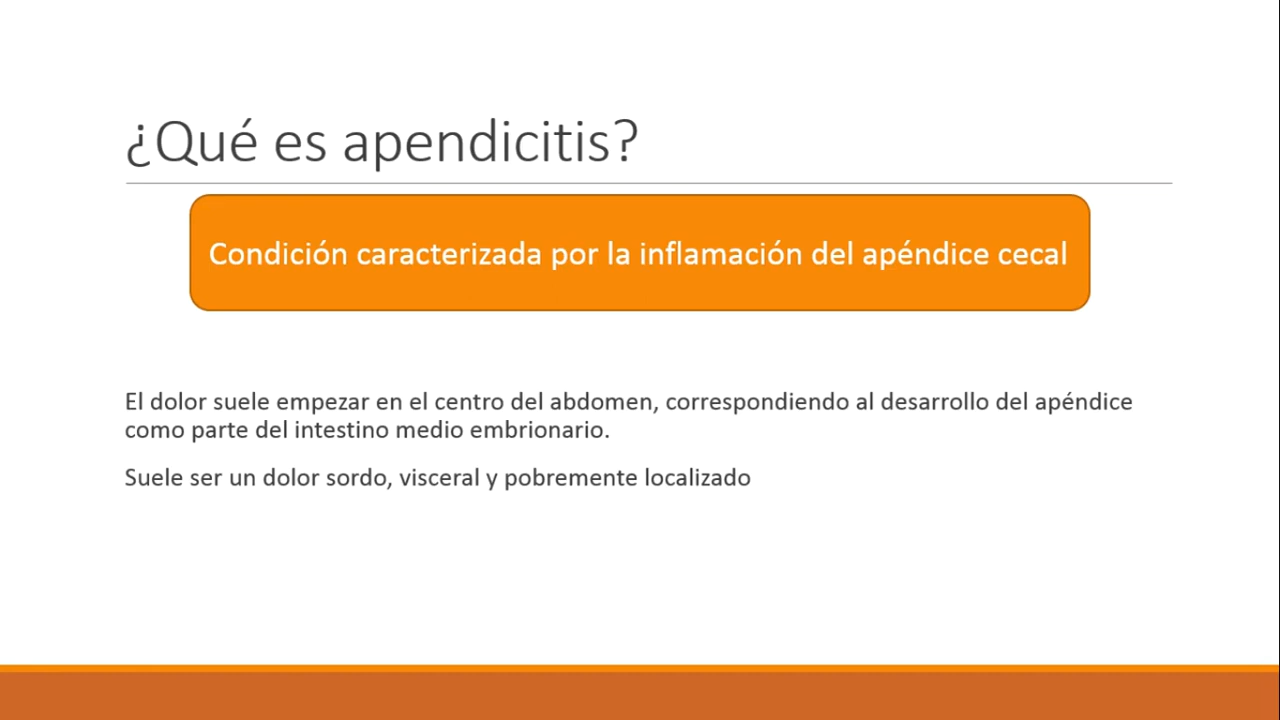 ¿Qué es apendicitis?
Condición caracterizada por la inflamación del apéndice cecal
El dolor suele empezar en el centro del abdomen, correspondiendo al desarrollo del apéndice
como parte del intestino medio embrionario.
Suele ser un dolor sordo, visceral y pobremente localizado